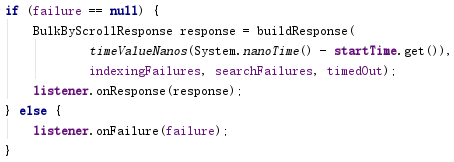 if (failure == null) {
    BulkByScrollResponse response = buildResponse(
            timeValueNanos(System.nanoTime() - startTime.get()),
            indexingFailures, searchFailures, timedOut);
    listener.onResponse(response);
} else {
    listener.onFailure(failure);
}